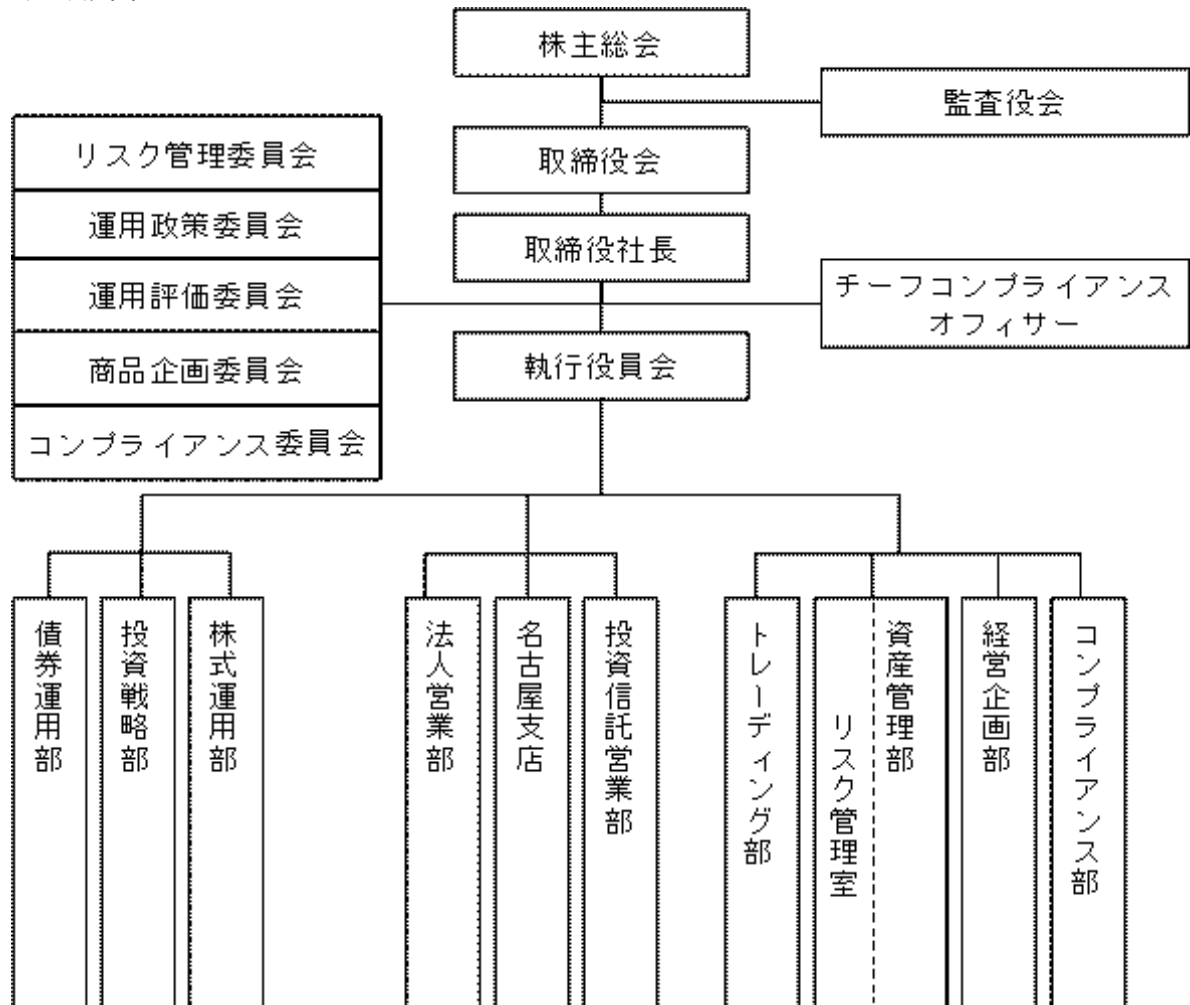 株主総会
監査役会
取締役会
取締役社長
チーフコンプライアンス
オフィサー
執行役員会
リスク管理委員会
運用政策委員会
運用評価委員会
商品企画委員会
コンプライアンス委員会
債券運用部
投資戦略部
株式運用部
法人営業部
名古屋支店
投資信託営業部
トレーディング部
資産管理部
リスク管理室
経営企画部
コンプライアンス部